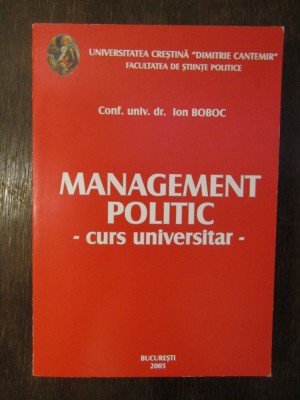 UNIVERSITATEA CREŞTINĂ "DIMITRIE CANTEMIR"
FACULTATEA DE ŞTIINŢE POLITICE
Conf. univ. dr. Ion BOBOC
MANAGEMENT
POLITIC
- curs universitar -
BUCUREŞTI
2005